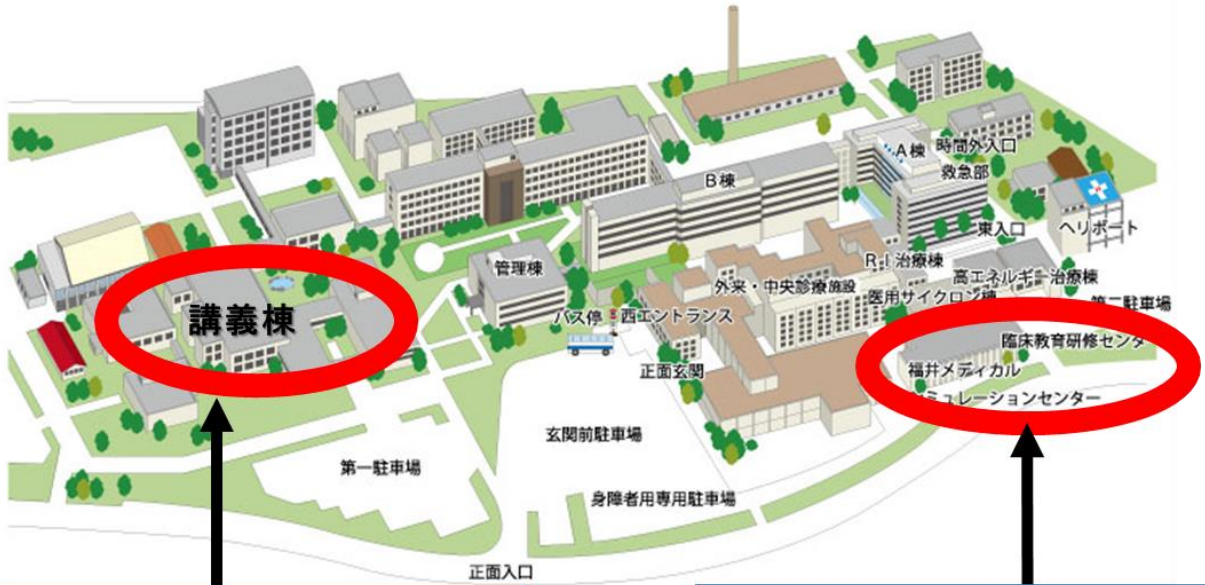 A棟
時間外入口
救急部
B棟
ヘリポート
東入口
RI治療棟
管理棟
高エネルギー治療棟
外来・中央診療施設
医用サイクロン棟
第二駐車場
講義棟
バス停
西エントランス
臨床教育研修センタ
正面玄関
福井メディカル
ミュレーションセンター
玄関前駐車場
第一駐車場
身障者用専用駐車場
正面入口